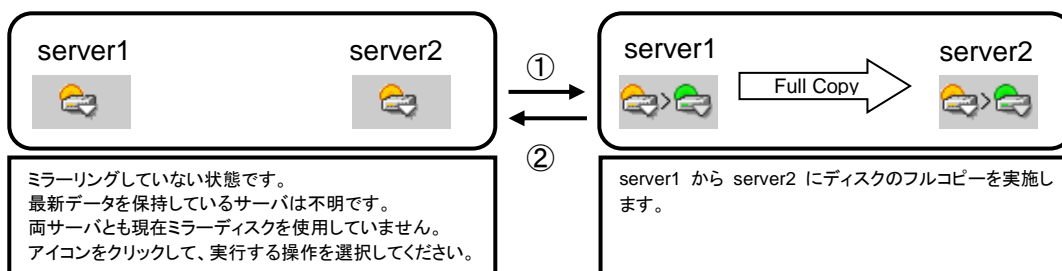 server1
server2
①
②
server1
Full Copy
server2
ミラーリングしていない状態です。
最新データを保持しているサーバは不明です。
両サーバとも現在ミラーディスクを使用していません。
アイコンをクリックして、実行する操作を選択してください。
server1 から server2 にディスクのフルコピーを実施し
ます。